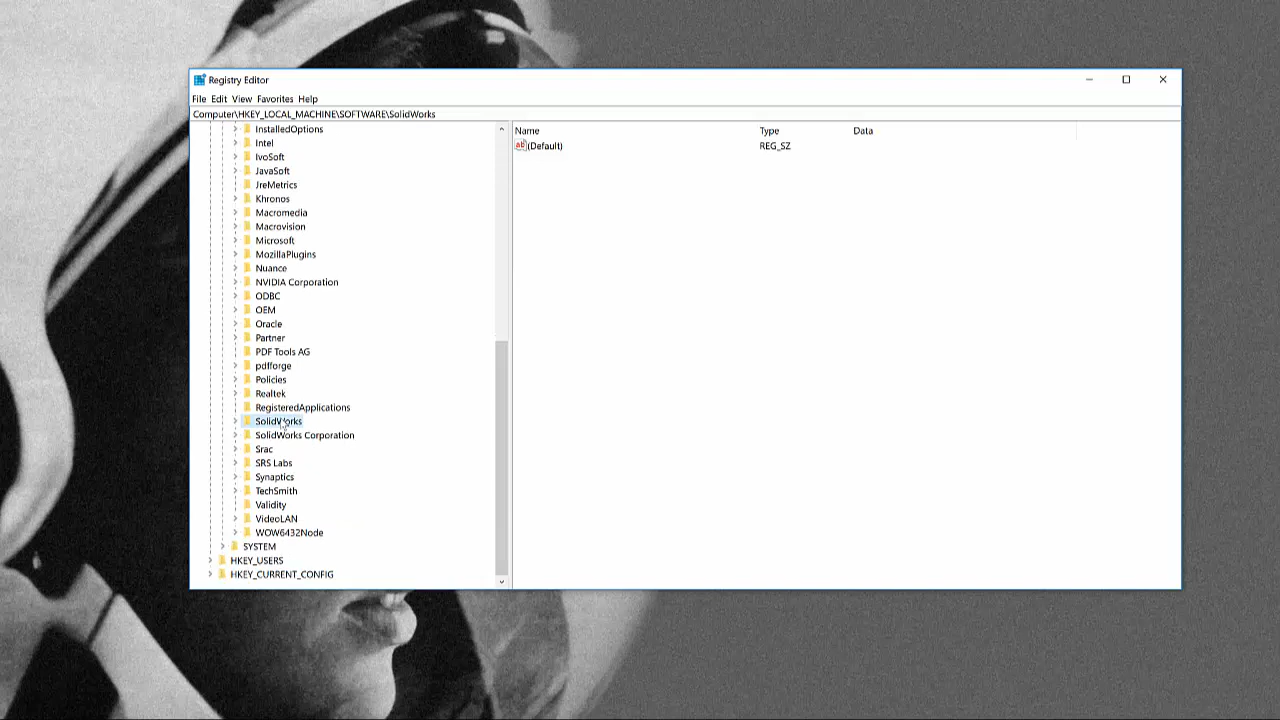 Registry Editor
File Edit View Favorites Help
Computer\HKEY_LOCAL_MACHINE\SOFTWARE\SolidWorks
InstalledOptions
Intel
IvoSoft
JavaSoft
JreMetrics
Khronos
Macromedia
Macrovision
Microsoft
MozillaPlugins
Nuance
NVIDIA Corporation
ODBC
OEM
Oracle
Partner
PDF Tools AG
pdfforge
Policies
Realtek
RegisteredApplications
SolidWorks
SolidWorks Corporation
Srac
SRS Labs
Synaptics
TechSmith
Validity
VideoLAN
WOW6432Node
SYSTEM
HKEY_USERS
HKEY_CURRENT_CONFIG
Name Type Data
ab (Default) REG_SZ